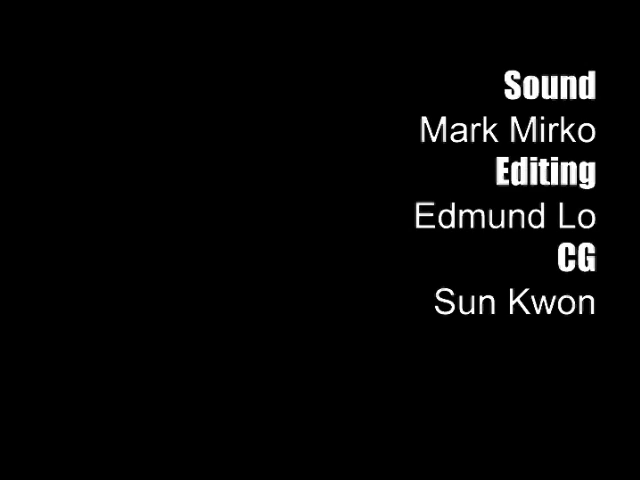 Sound
Mark Mirko
Editing
Edmund Lo
CG
Sun Kwon